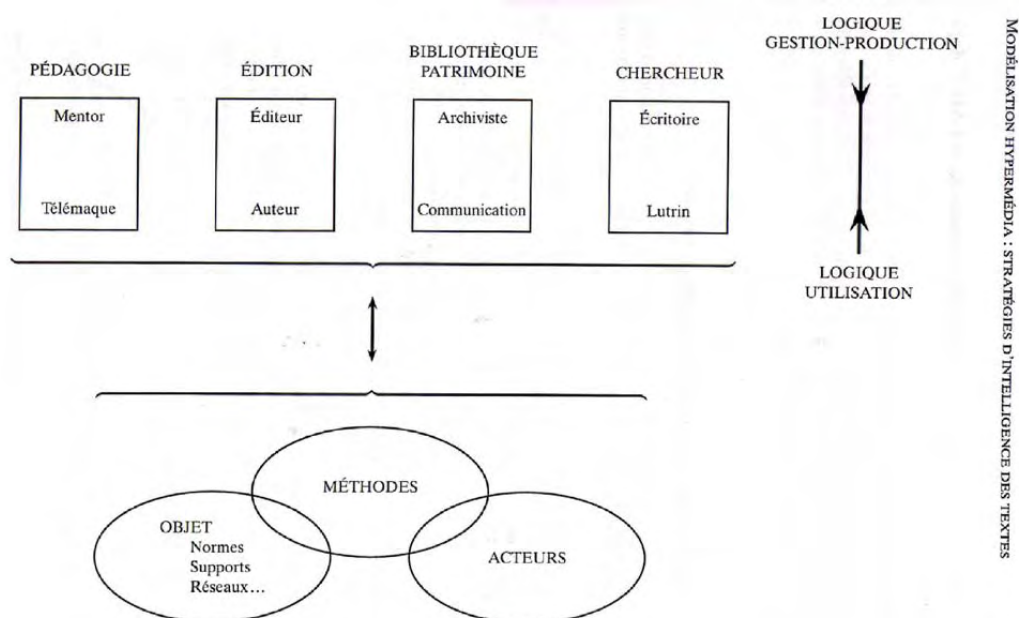 LOGIQUE
GESTION-PRODUCTION
PÉDAGOGIE
ÉDITION
BIBLIOTHÈQUE
PATRIMOINE
CHERCHEUR
Mentor
Éditeur
Archiviste
Écritoire
Télémaque
Auteur
Communication
Lutrin
LOGIQUE
UTILISATION
MÉTHODES
OBJET
Normes
Supports
Réseaux…
ACTEURS
MODÉLISATION HYPERMÉDIA : STRATÉGIES D'INTELLIGENCE DES TEXTES